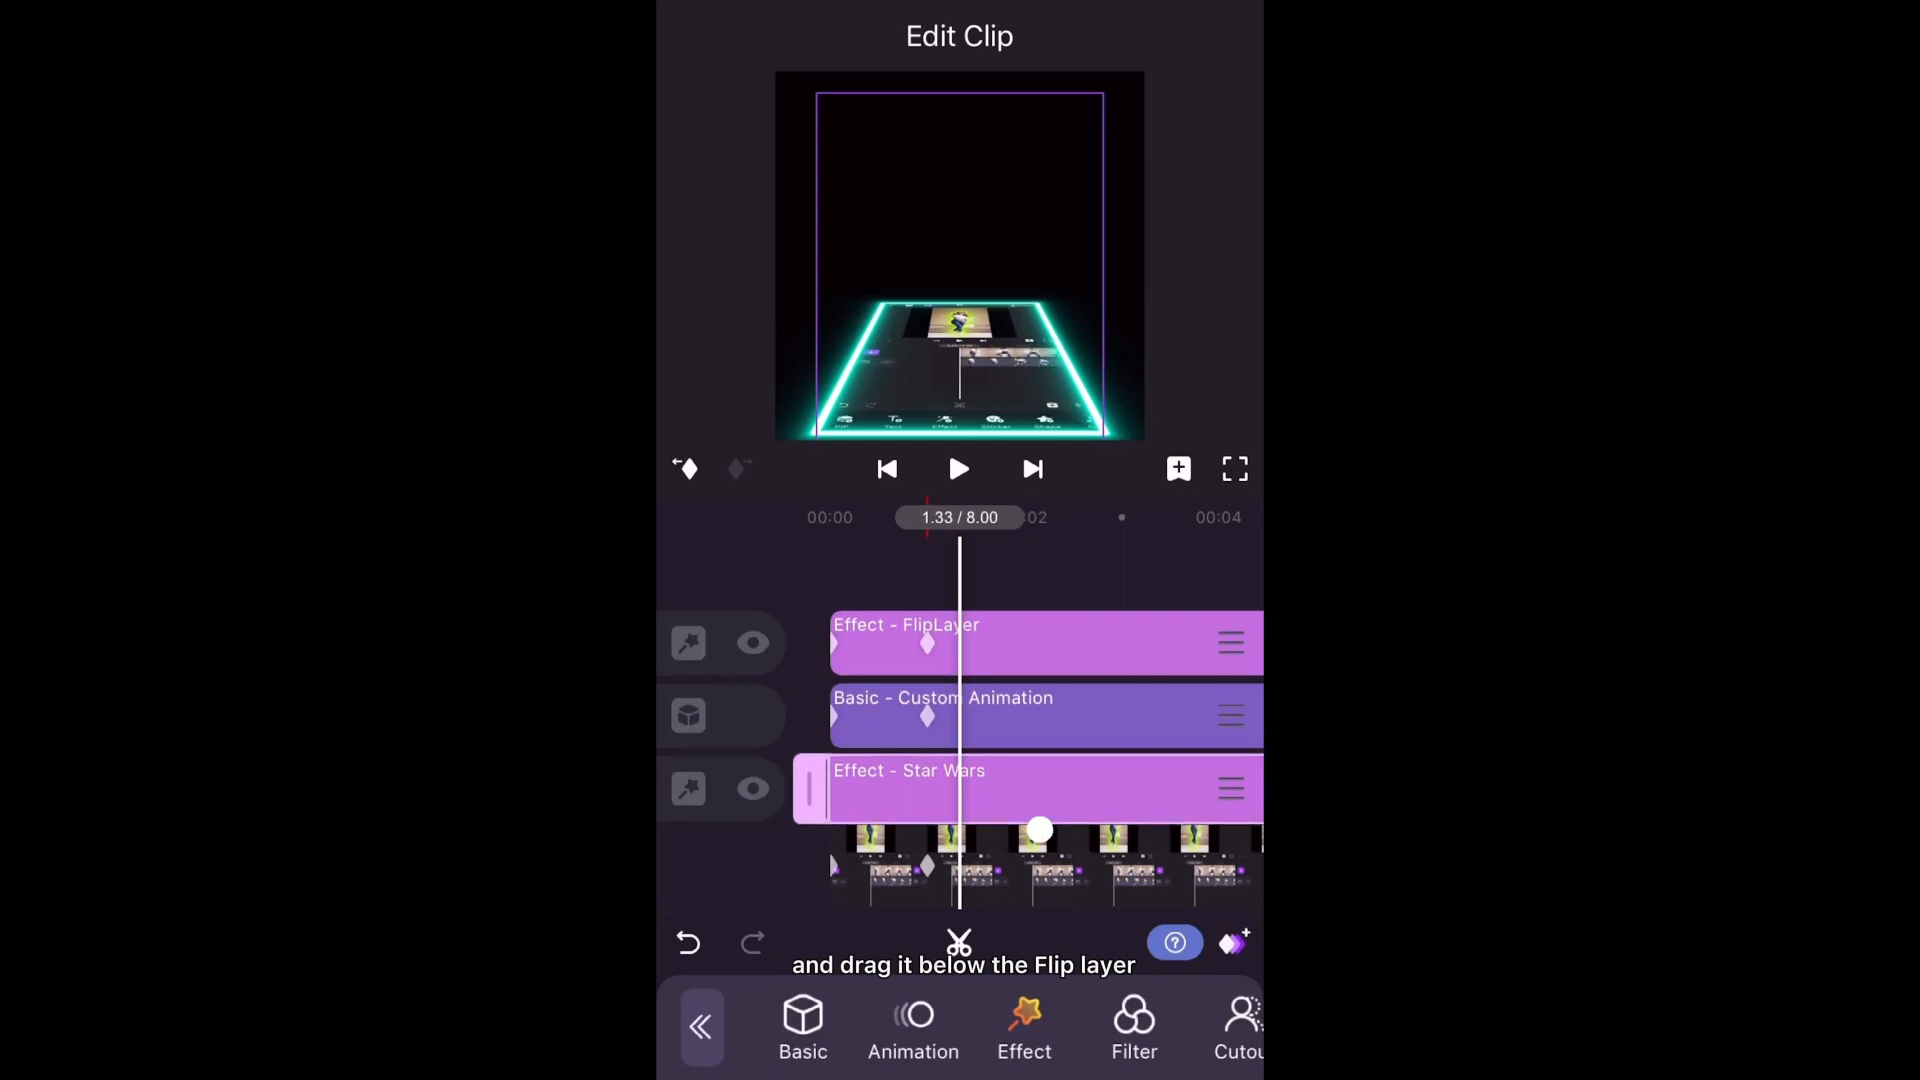 Edit Clip
00:00
1.33 / 8.00
:02
00:04
Effect - FlipLayer
Basic - Custom Animation
Effect - Star Wars
and drag it below the Flip layer
Basic
Animation
Effect
Filter
Cutou